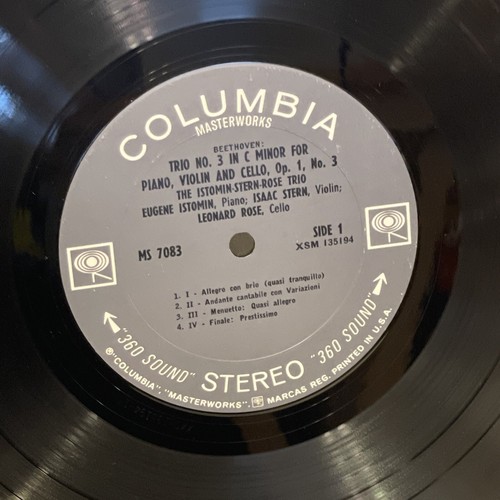 COLUMBIA
MASTERWORKS
BEETHOVEN:
TRIO NO. 3 IN C MINOR FOR
PIANO, VIOLIN AND CELLO, Op. 1, No. 3
THE ISTOMIN-STERN-ROSE TRIO
EUGENE ISTOMIN, Piano; ISAAC STERN, Violin;
LEONARD ROSE, Cello
MS 7083
SIDE 1
XSM 135194
1. I - Allegro con brio (quasi tranquillo)
2. II - Andante cantabile con Variazioni
3. III - Menuetto: Quasi allegro
4. IV - Finale: Prestissimo
"360 SOUND" STEREO "360 SOUND"
℗"COLUMBIA", "MASTERWORKS", MARCAS REG. PRINTED IN U.S.A.